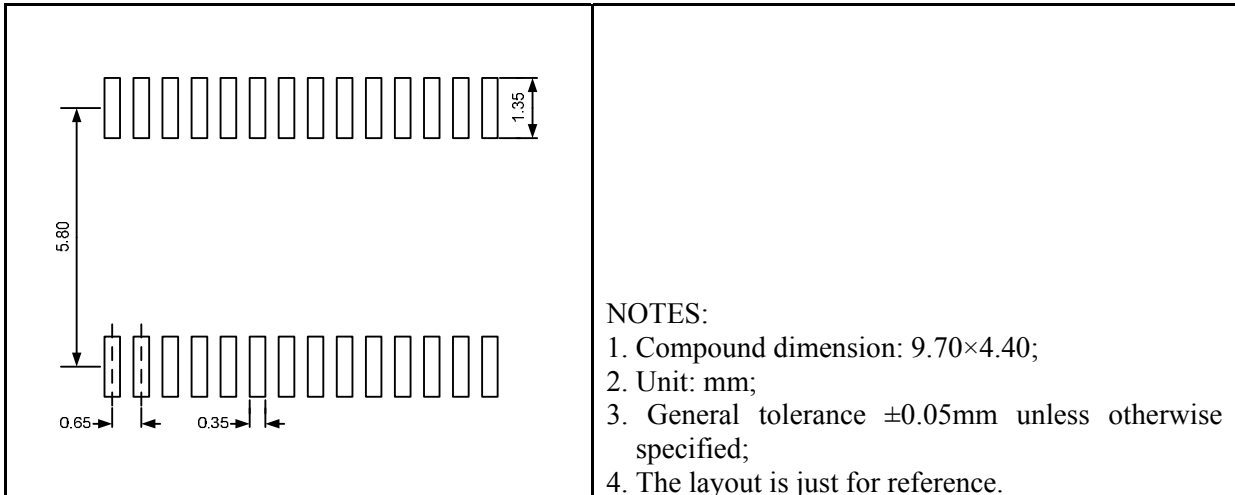 1.35
5.80
0.65
0.35
NOTES:
1. Compound dimension: 9.70×4.40;
2. Unit: mm;
3. General tolerance ±0.05mm unless otherwise
specified;
4. The layout is just for reference.